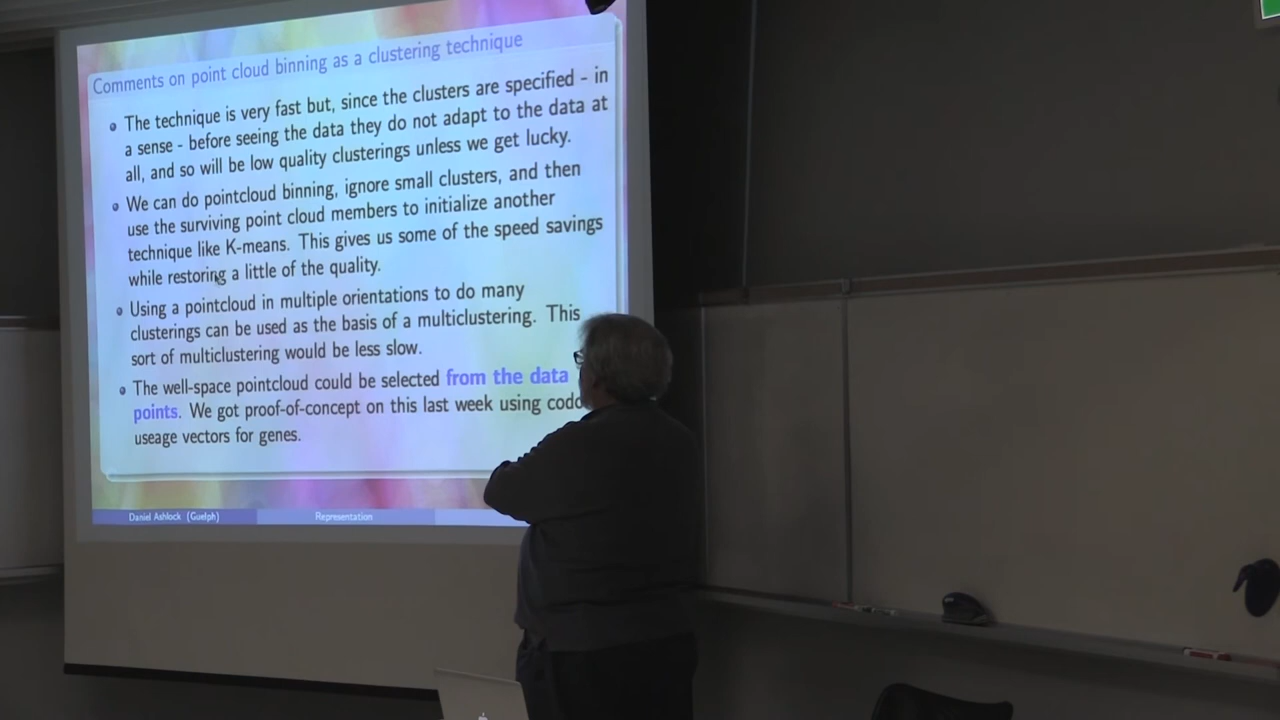 Comments on point cloud binning as a clustering technique
The technique is very fast but, since the clusters are specified - in
a sense - before seeing the data they do not adapt to the data at
all, and so will be low quality clusterings unless we get lucky.
We can do pointcloud binning, ignore small clusters, and then
use the surviving point cloud members to initialize another
technique like K-means. This gives us some of the speed savings
while restoring a little of the quality.
Using a pointcloud in multiple orientations to do many
clusterings can be used as the basis of a multiclustering. This
sort of multiclustering would be less slow.
The well-space pointcloud could be selected from the data
points. We got proof-of-concept on this last week using
useage vectors for genes.
Daniel Ashlock (Guelph)
Representation